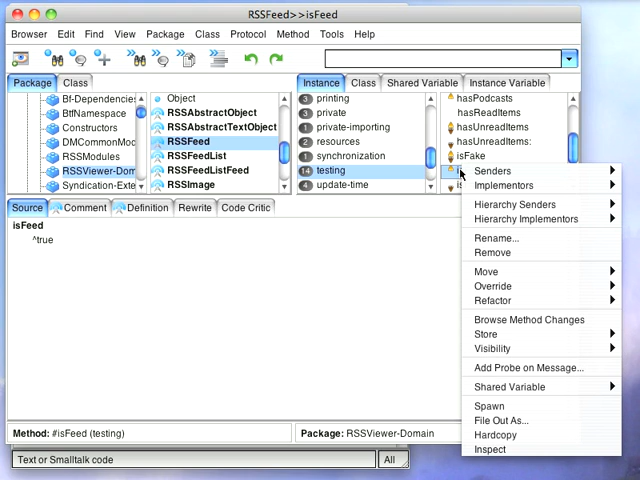 RSSFeed>>isFeed
Browser Edit Find View Package Class Protocol Method Tools Help
Package Class
Instance Class Shared Variable Instance Variable
Bf-Dependencies
BtfNamespace
Constructors
DMCommonMod
RSSModules
RSSViewer-Dom
Syndication-Exte
Object
RSSAbstractObject
RSSAbstractTextObject
RSSFeed
RSSFeedList
RSSFeedListFeed
RSSImage
3 printing
3 private
1 private-importing
2 resources
1 synchronization
14 testing
4 update-time
hasPodcasts
hasReadItems
hasUnreadItems
hasUnreadItems:
isFake
Senders
Implementors
Hierarchy Senders
Hierarchy Implementors
Rename...
Remove
Move
Override
Refactor
Browse Method Changes
Store
Visibility
Add Probe on Message...
Shared Variable
Spawn
File Out As...
Hardcopy
Inspect
Source Comment Definition Rewrite Code Critic
isFeed
^true
Method: #isFeed (testing)
Package: RSSViewer-Domain
Text or Smalltalk code
All